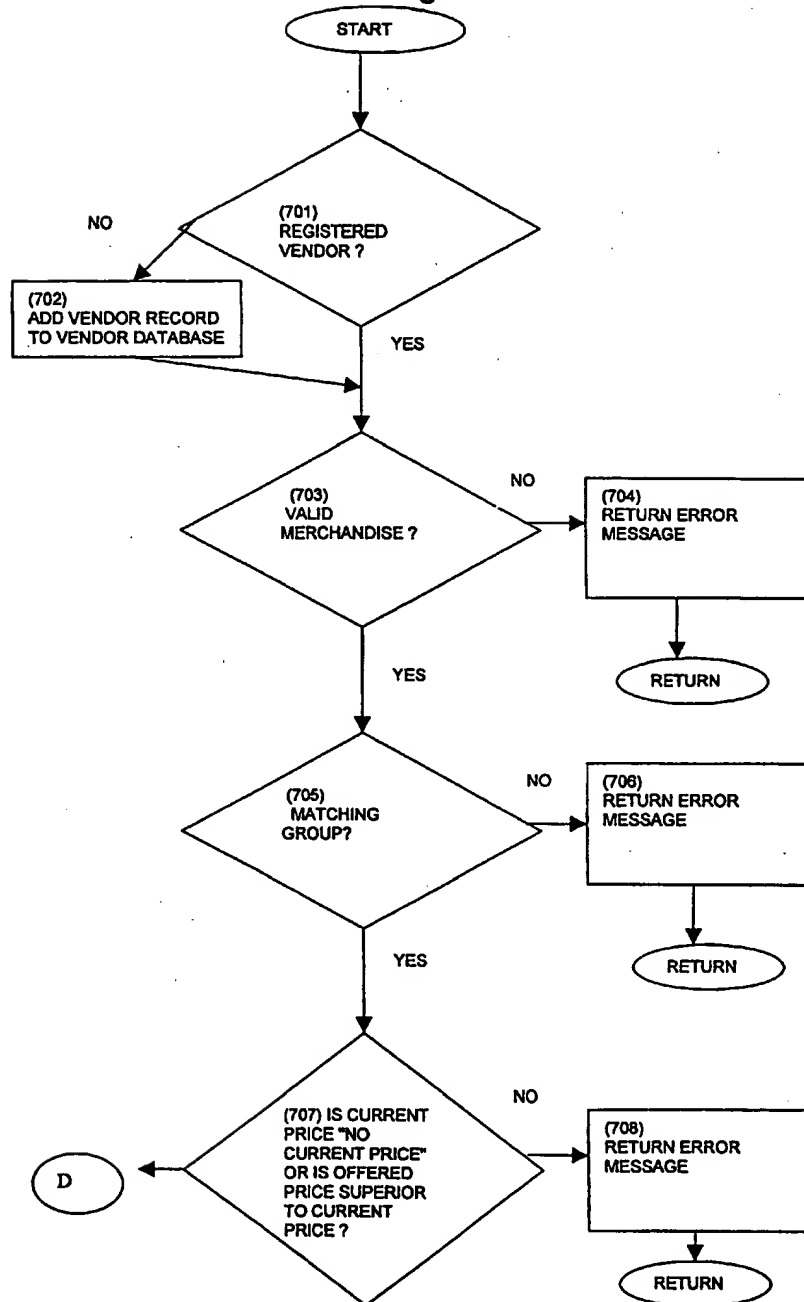 START
(701)
REGISTERED
VENDOR ?
NO
(702)
ADD VENDOR RECORD
TO VENDOR DATABASE
YES
(703)
VALID
MERCHANDISE ?
NO
(704)
RETURN ERROR
MESSAGE
RETURN
YES
(705)
MATCHING
GROUP?
NO
(706)
RETURN ERROR
MESSAGE
RETURN
YES
(707) IS CURRENT
PRICE "NO
CURRENT PRICE"
OR IS OFFERED
PRICE SUPERIOR
TO CURRENT
PRICE ?
NO
(708)
RETURN ERROR
MESSAGE
RETURN
D